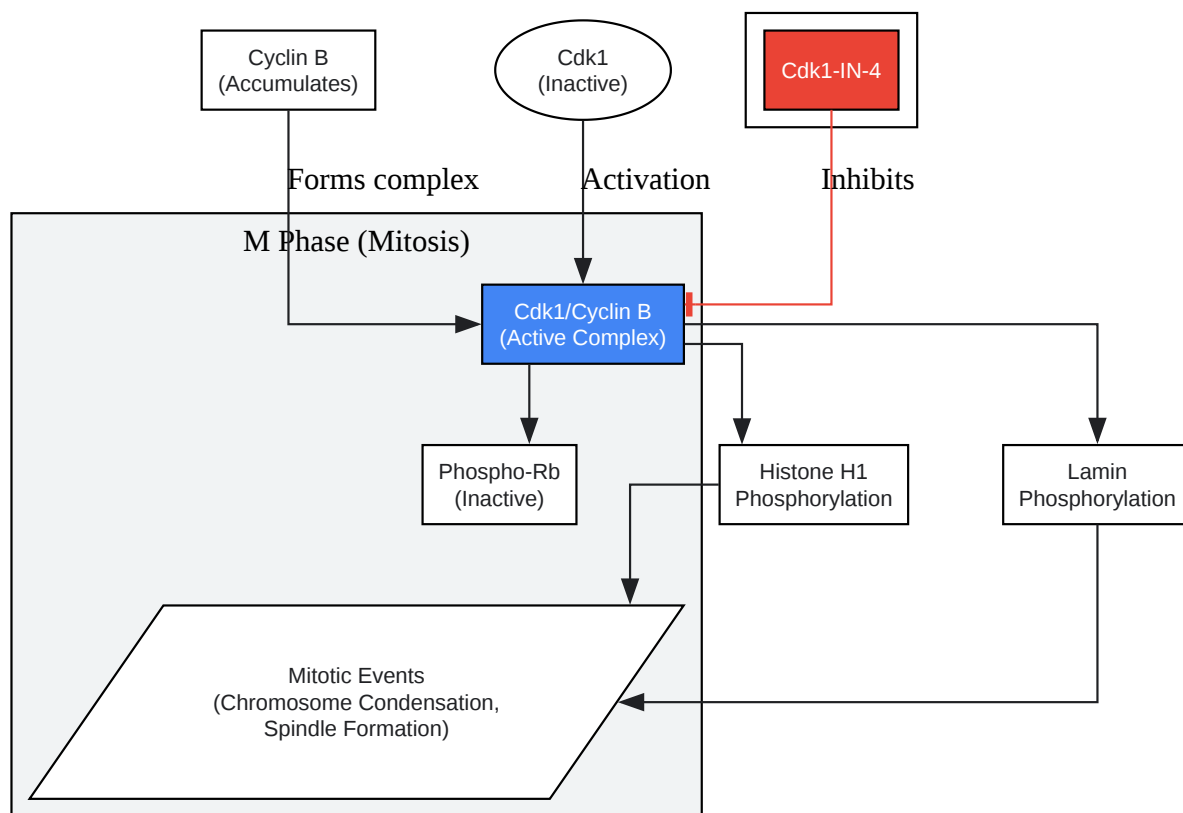 Cyclin B
(Accumulates)
Cdk1
(Inactive)
Cdk1-IN-4
Forms complex
Activation
Inhibits
M Phase (Mitosis)
Cdk1/Cyclin B
(Active Complex)
Phospho-Rb
(Inactive)
Histone H1
Phosphorylation
Lamin
Phosphorylation
Mitotic Events
(Chromosome Condensation,
Spindle Formation)